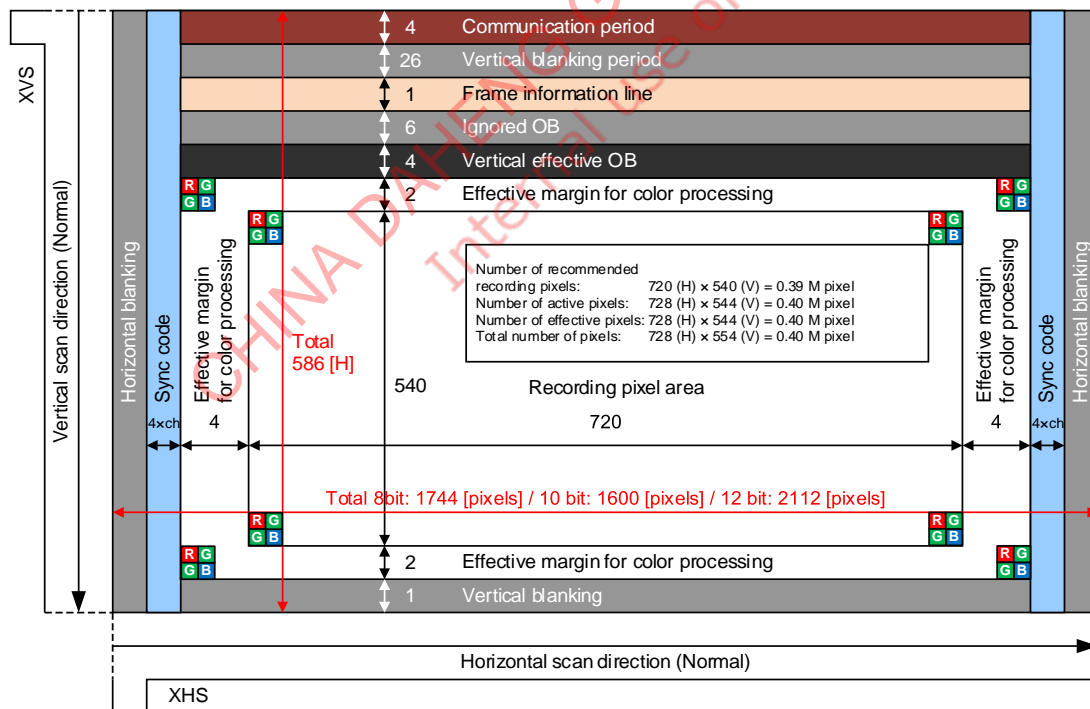 XVS
4 Communication period
26 Vertical blanking period
1 Frame information line
6 Ignored OB
4 Vertical effective OB
2 Effective margin for color processing
R G
G B
R G
G B
R G
G B
R G
G B
Number of recommended
recording pixels: 720 (H) × 540 (V) = 0.39 M pixel
Number of active pixels: 728 (H) × 544 (V) = 0.40 M pixel
Number of effective pixels: 728 (H) × 544 (V) = 0.40 M pixel
Total number of pixels: 728 (H) × 554 (V) = 0.40 M pixel
Vertical scan direction (Normal)
Horizontal blanking
Sync code
Effective margin
for color processing
Total
586 [H]
540
Recording pixel area
720
Effective margin
for color processing
Sync code
Horizontal blanking
4×ch
4
4
4×ch
Total 8bit: 1744 [pixels] / 10 bit: 1600 [pixels] / 12 bit: 2112 [pixels]
R G
G B
R G
G B
R G
G B
R G
G B
2 Effective margin for color processing
1 Vertical blanking
Horizontal scan direction (Normal)
XHS
CHINA DAHENG G
Internal use o